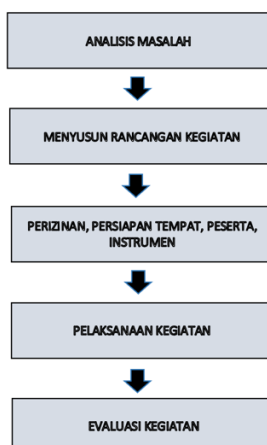 ANALISIS MASALAH
MENYUSUN RANCANGAN KEGIATAN
PERIZINAN, PERSIAPAN TEMPAT, PESERTA,
INSTRUMEN
PELAKSANAAN KEGIATAN
EVALUASI KEGIATAN